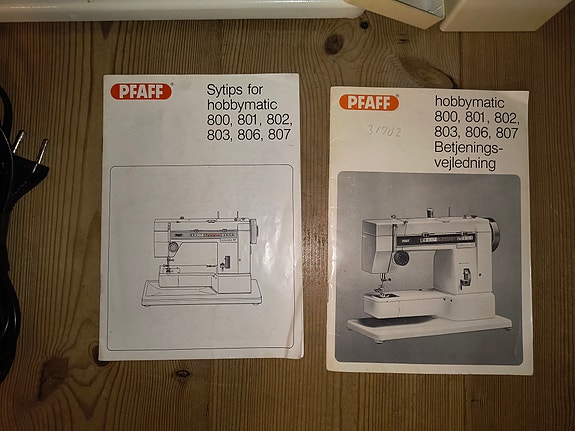 PFAFF
Sytips for
hobbymatic
800, 801, 802,
803, 806, 807
PFAFF
31702
hobbymatic
800, 801, 802,
803, 806, 807
Betjenings-
vejledning